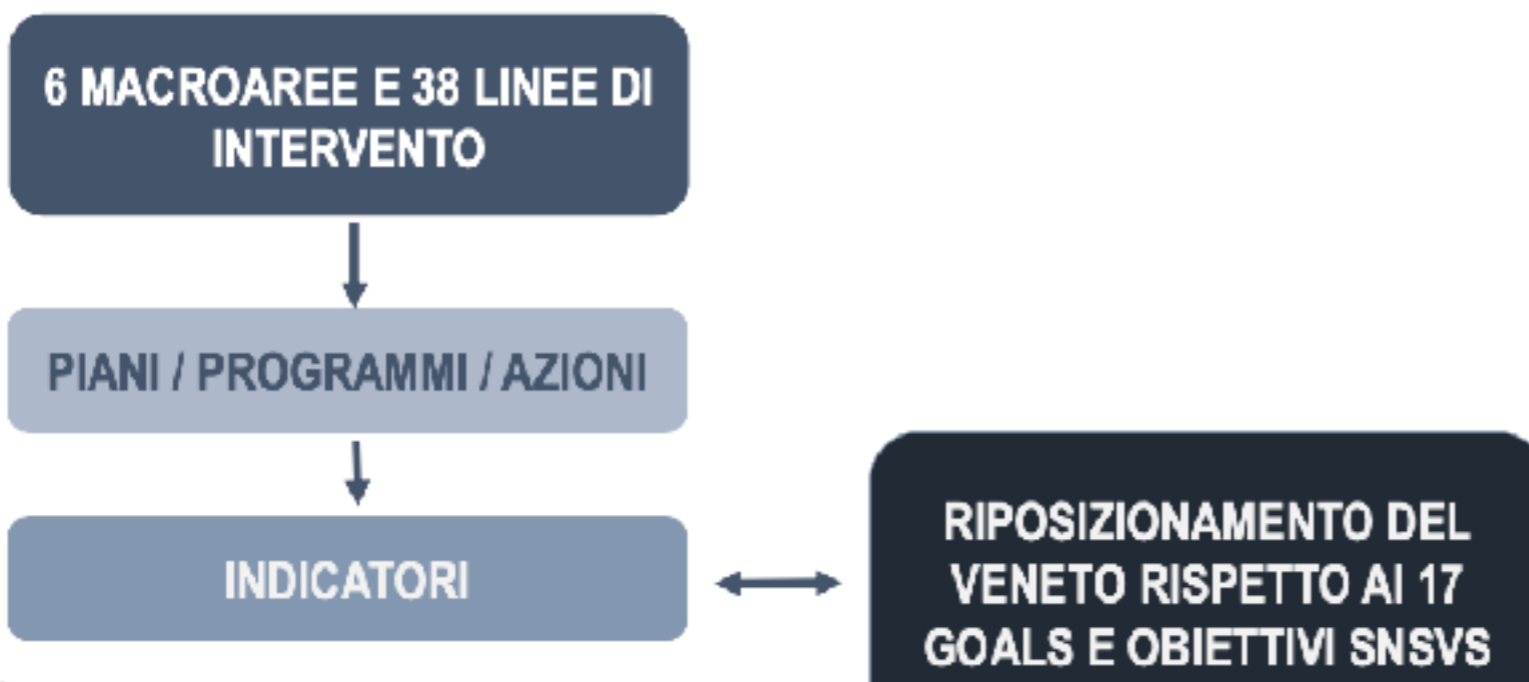 6 MACROAREE E 38 LINEE DI
INTERVENTO
PIANI / PROGRAMMI / AZIONI
INDICATORI
RIPOSIZIONAMENTO DEL
VENETO RISPETTO AI 17
GOALS E OBIETTIVI SNSVS